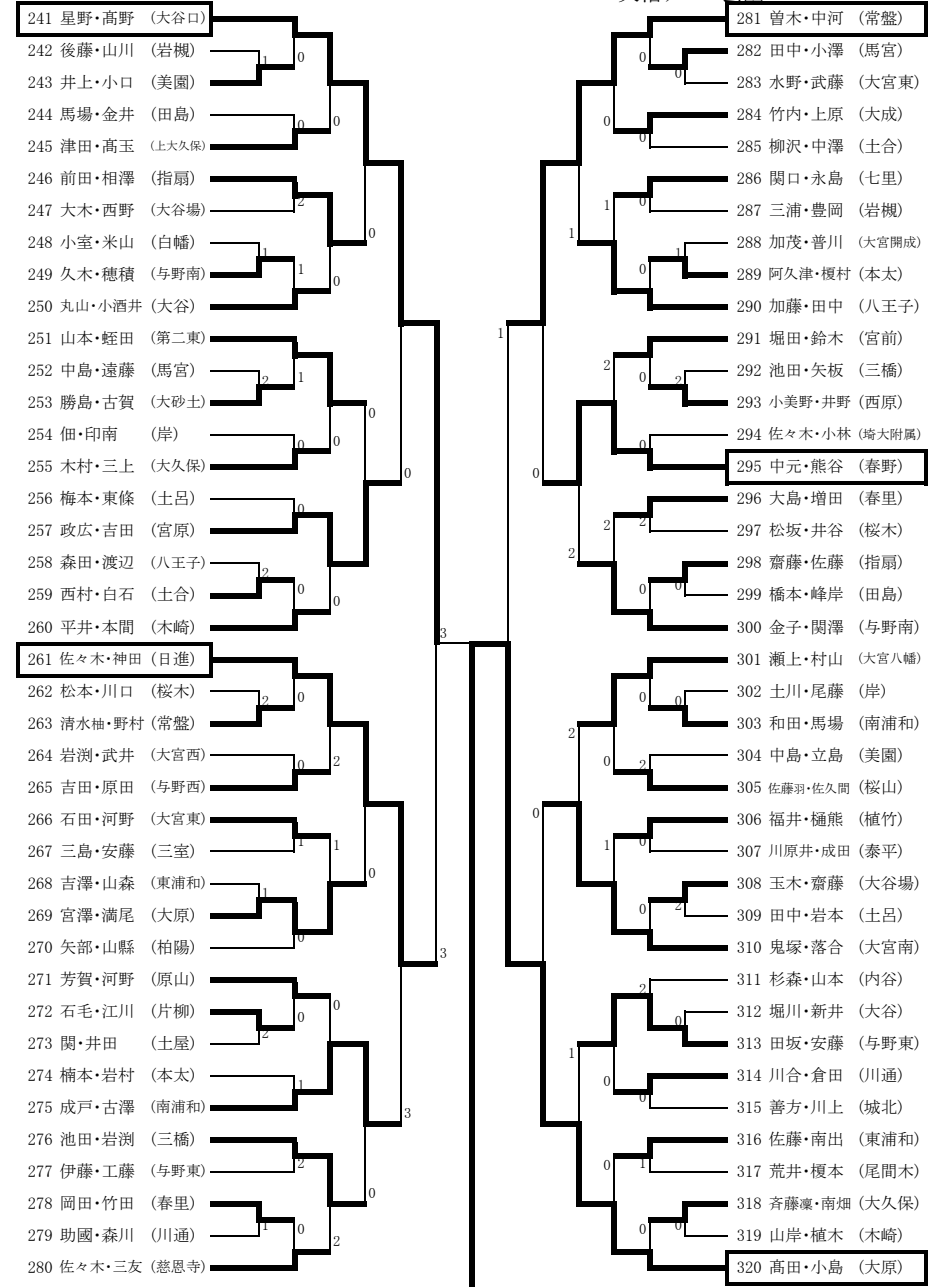 241 星野・髙野 (大谷口)
242 後藤・山川 (岩槻)
243 井上・小口 (美園)
244 馬場・金井 (田島)
245 津田・髙玉 (上大久保)
246 前田・相澤 (指扇)
247 大木・西野 (大谷場)
248 小室・米山 (白幡)
249 久木・穂積 (与野南)
250 丸山・小酒井 (大谷)
251 山本・蛭田 (第二東)
252 中島・遠藤 (馬宮)
253 勝島・古賀 (大砂土)
254 佃・印南 (岸)
255 木村・三上 (大久保)
256 梅本・東條 (土呂)
257 政広・吉田 (宮原)
258 森田・渡辺 (八王子)
259 西村・白石 (土合)
260 平井・本間 (木崎)
261 佐々木・神田 (日進)
262 松本・川口 (桜木)
263 清水柚・野村 (常盤)
264 岩渕・武井 (大宮西)
265 吉田・原田 (与野西)
266 石田・河野 (大宮東)
267 三島・安藤 (三室)
268 吉澤・山森 (東浦和)
269 宮澤・満尾 (大原)
270 矢部・山縣 (柏陽)
271 芳賀・河野 (原山)
272 石毛・江川 (片柳)
273 関・井田 (土屋)
274 楠本・岩村 (本太)
275 成戸・古澤 (南浦和)
276 池田・岩渕 (三橋)
277 伊藤・工藤 (与野東)
278 岡田・竹田 (春里)
279 助國・森川 (川通)
280 佐々木・三友 (慈恩寺)
281 曽木・中河 (常盤)
282 田中・小澤 (馬宮)
283 水野・武藤 (大宮東)
284 竹内・上原 (大成)
285 柳沢・中澤 (土合)
286 関口・永島 (七里)
287 三浦・豊岡 (岩槻)
288 加茂・普川 (大宮開成)
289 阿久津・榎村 (本太)
290 加藤・田中 (八王子)
291 堀田・鈴木 (宮前)
292 池田・矢板 (三橋)
293 小美野・井野 (西原)
294 佐々木・小林 (埼大附属)
295 中元・熊谷 (春野)
296 大島・増田 (春里)
297 松坂・井谷 (桜木)
298 齋藤・佐藤 (指扇)
299 橋本・峰岸 (田島)
300 金子・関澤 (与野南)
301 瀬上・村山 (大宮八幡)
302 土川・尾藤 (岸)
303 和田・馬場 (南浦和)
304 中島・立島 (美園)
305 佐藤羽・佐久間 (桜山)
306 福井・樋熊 (植竹)
307 川原井・成田 (泰平)
308 玉木・齋藤 (大谷場)
309 田中・岩本 (土呂)
310 鬼塚・落合 (大宮南)
311 杉森・山本 (内谷)
312 堀川・新井 (大谷)
313 田坂・安藤 (与野東)
314 川合・倉田 (川通)
315 善方・川上 (城北)
316 佐藤・南出 (東浦和)
317 荒井・榎本 (尾間木)
318 斉藤凜・南畑 (大久保)
319 山岸・植木 (木崎)
320 髙田・小島 (大原)